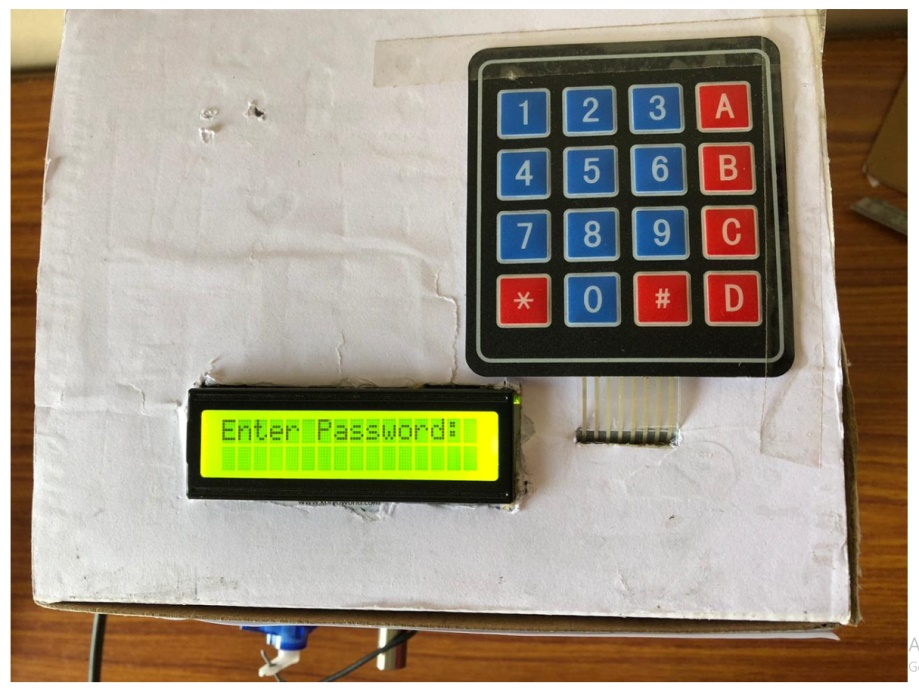 1 2 3 A
4 5 6 B
7 8 9 C
* 0 # D
Enter Password: